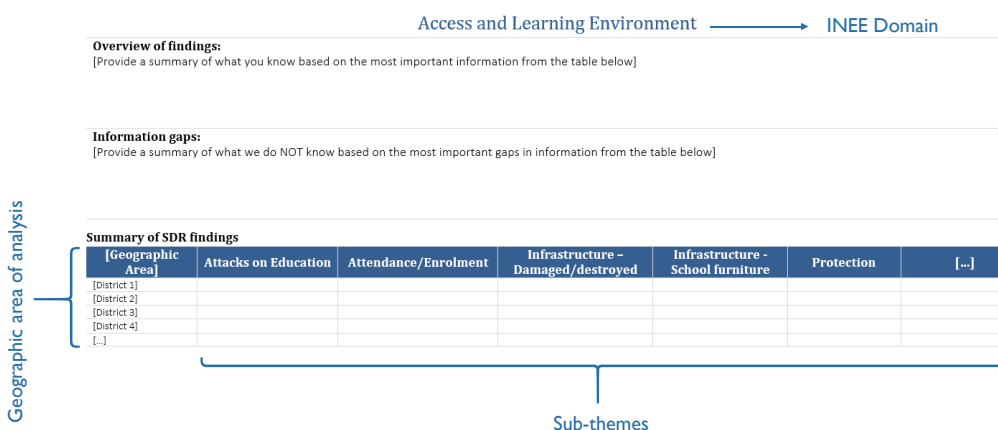 Access and Learning Environment
INEE Domain
Overview of findings:
[Provide a summary of what you know based on the most important information from the table below]
Information gaps:
[Provide a summary of what we do NOT know based on the most important gaps in information from the table below]
Geographic area of analysis
Summary of SDR findings
[Geographic
Area]
Attacks on Education
Attendance/Enrolment
Infrastructure –
Damaged/destroyed
Infrastructure -
School furniture
Protection
[...]
[District 1]
[District 2]
[District 3]
[District 4]
[...]
Sub-themes